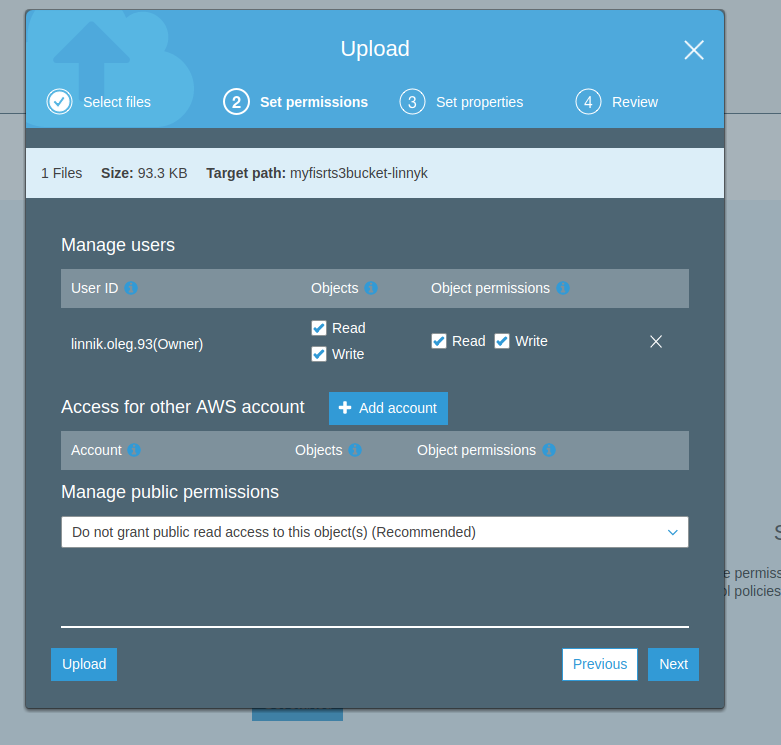 Upload
Select files
2 Set permissions
3 Set properties
4 Review
1 Files Size: 93.3 KB Target path: myfisrts3bucket-linnyk
Manage users
User ID Objects Object permissions
linnik.oleg.93(Owner)
Read
Write
Read Write
Access for other AWS account Add account
Account Objects Object permissions
Manage public permissions
Do not grant public read access to this object(s) (Recommended)
Upload Previous Next